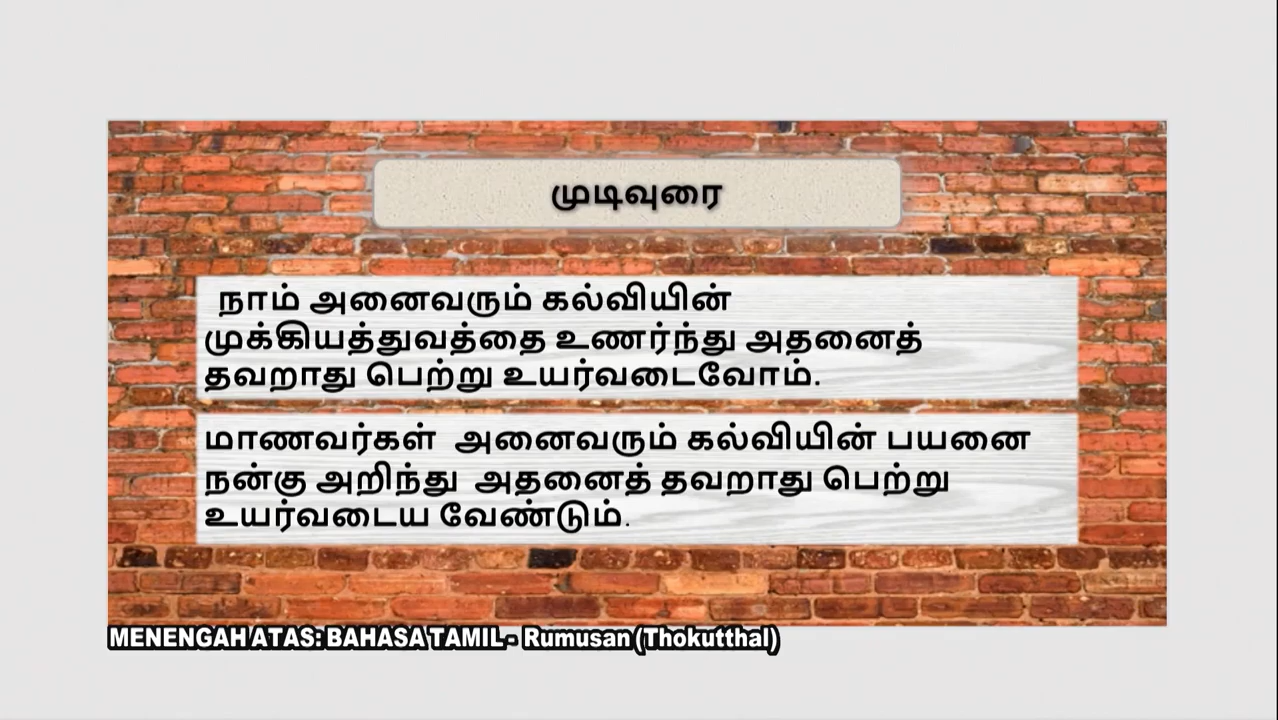 முடிவுரை
நாம் அனைவரும் கல்வியின்
முக்கியத்துவத்தை உணர்ந்து அதனைத்
தவறாது பெற்று உயர்வடைவோம்.
மாணவர்கள் அனைவரும் கல்வியின் பயனை
நன்கு அறிந்து அதனைத் தவறாது பெற்று
உயர்வடைய வேண்டும்.
MENENGAH ATAS: BAHASA TAMIL - Rumusan (Thokutthal)